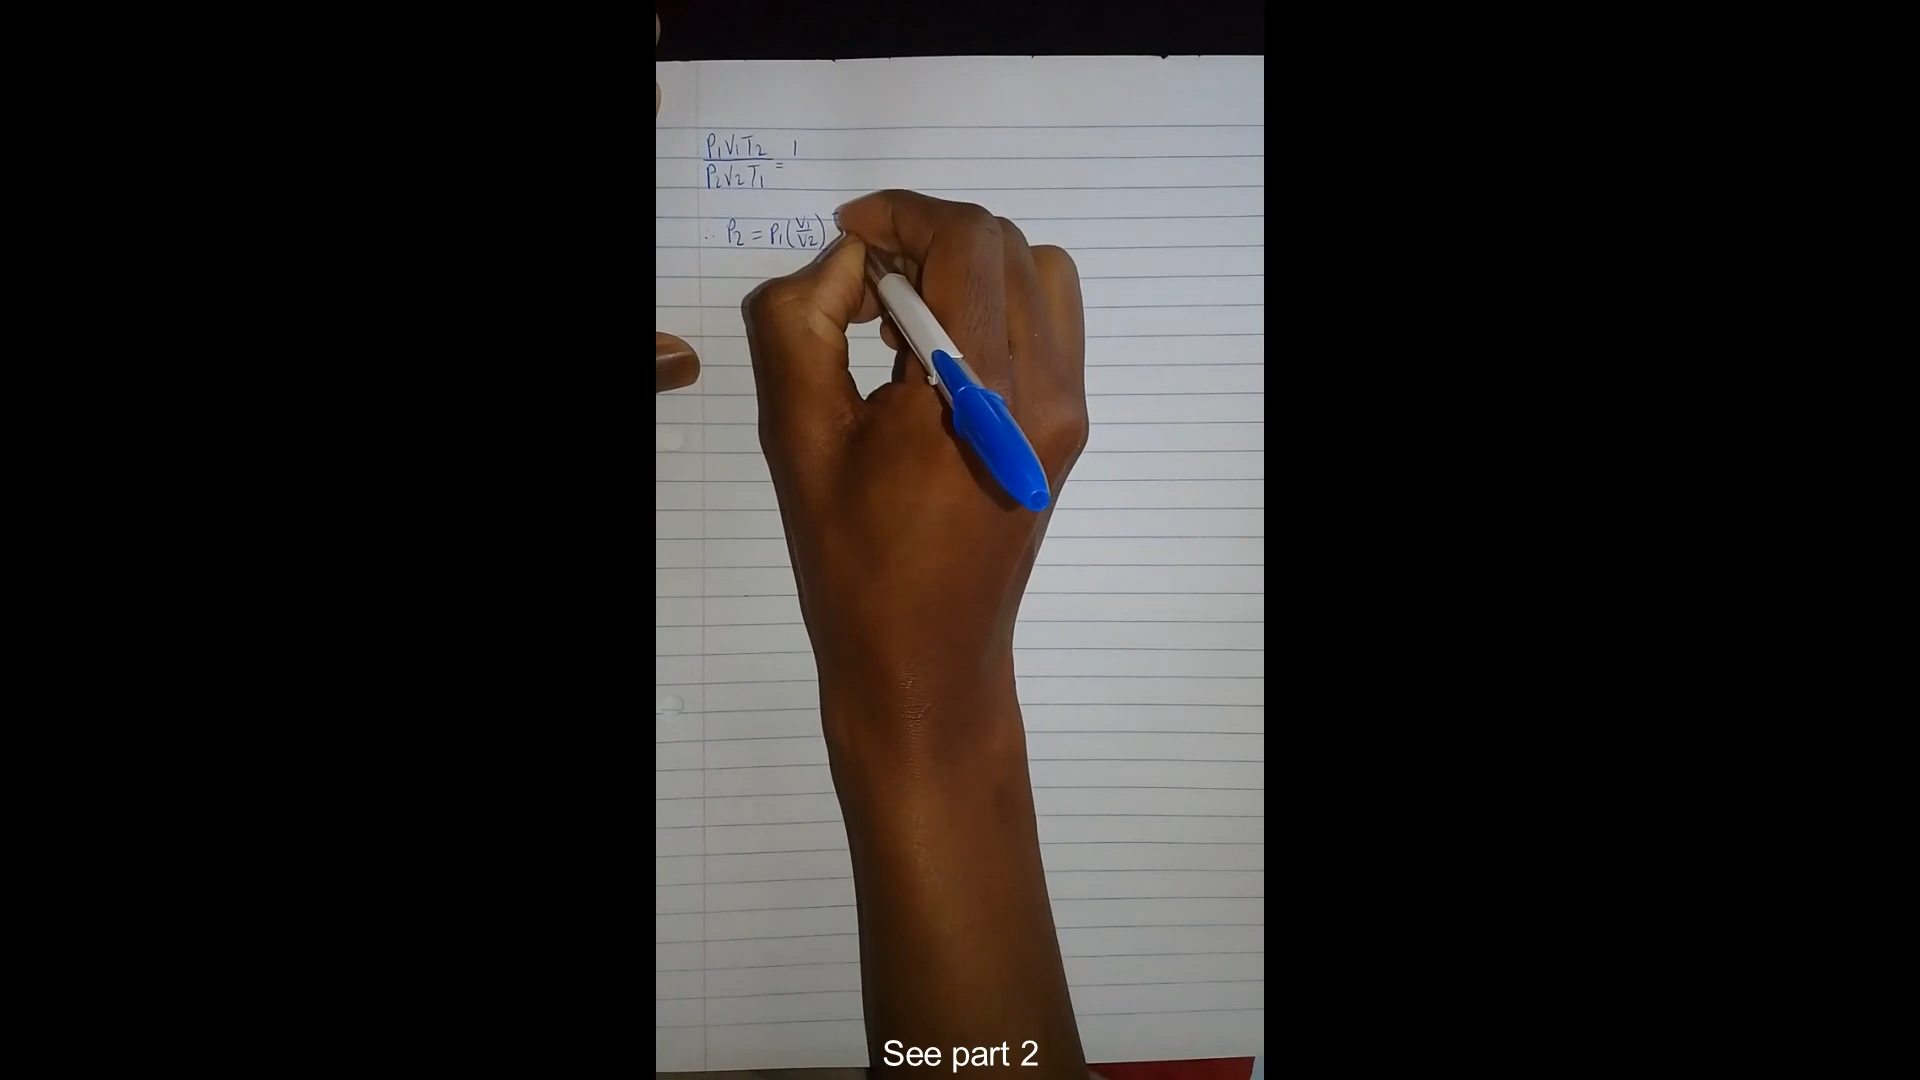 P₁V₁T₂ / P₂V₂T₁ = 1
∴ P₂ = P₁(V₁/V₂)
See part 2